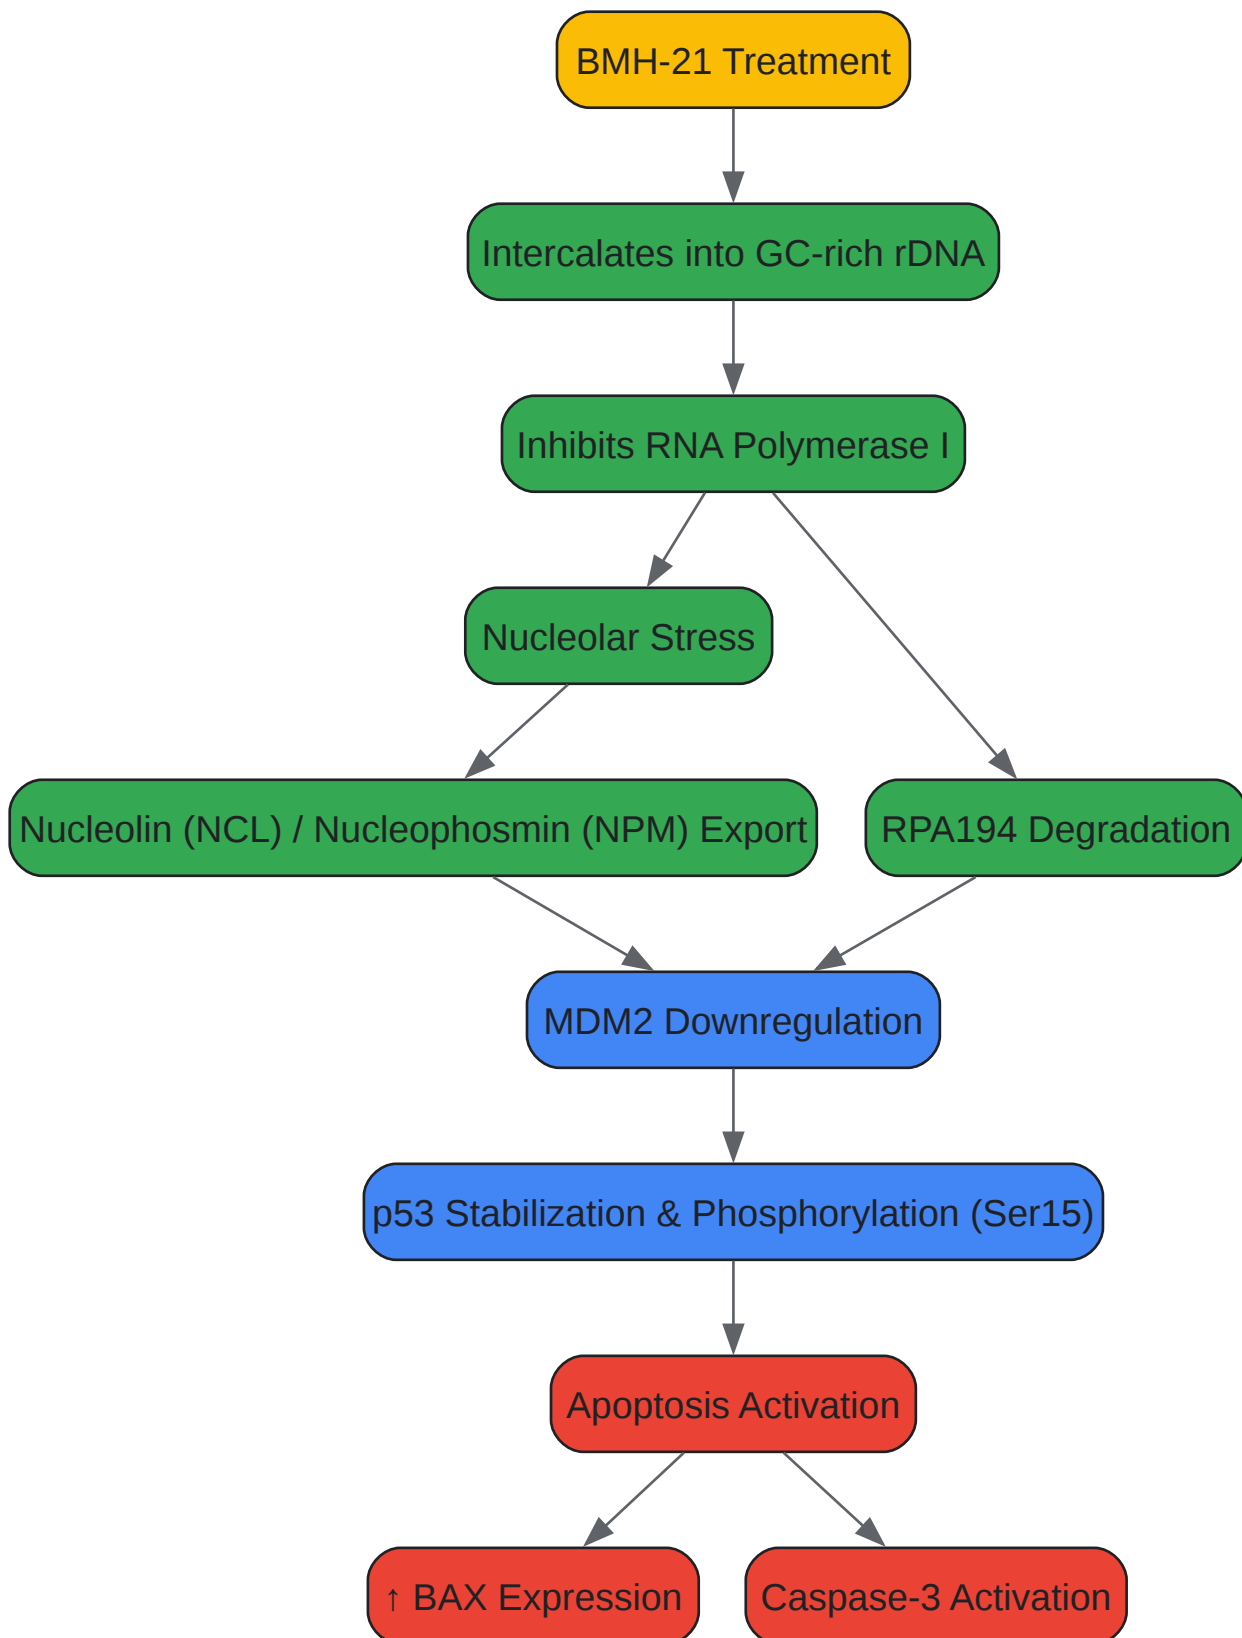 BMH-21 Treatment
Intercalates into GC-rich rDNA
Inhibits RNA Polymerase I
Nucleolar Stress
Nucleolin (NCL) / Nucleophosmin (NPM) Export
RPA194 Degradation
MDM2 Downregulation
p53 Stabilization & Phosphorylation (Ser15)
Apoptosis Activation
↑ BAX Expression
Caspase-3 Activation